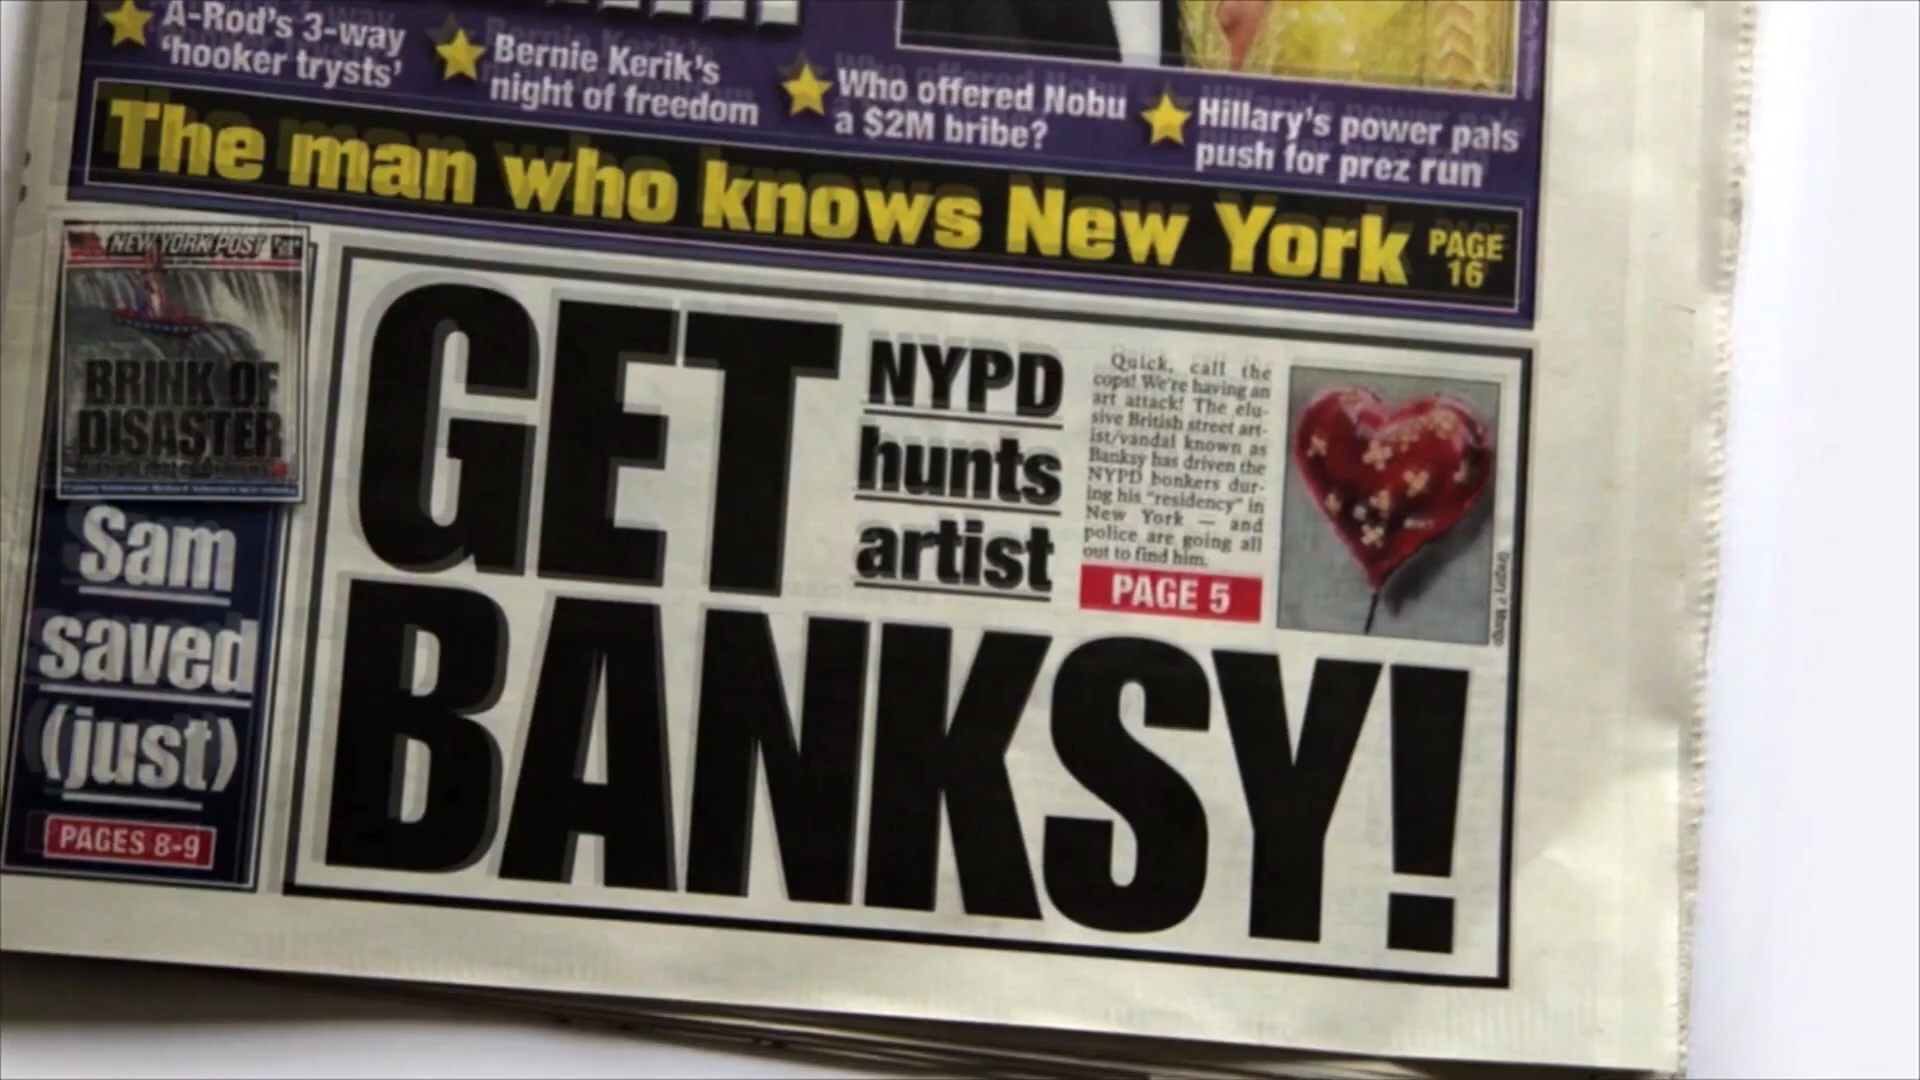 A-Rod's 3-way
'hooker trysts'
Bernie Kerik's
night of freedom
Who offered Nobu
a $2M bribe?
Hillary's power pals
push for prez run
The man who knows New York
PAGE
16
NEW YORK POST
BRINK OF
DISASTER
Sam
saved
(just)
PAGES 8-9
GET
BANKSY!
NYPD
hunts
artist
Quick, call the
cops! We're having an
art attack! The elu-
sive British street art-
ist/vandal known as
Banksy has driven the
NYPD bonkers dur-
ing his "residency" in
New York — and
police are going all
out to find him.
PAGE 5